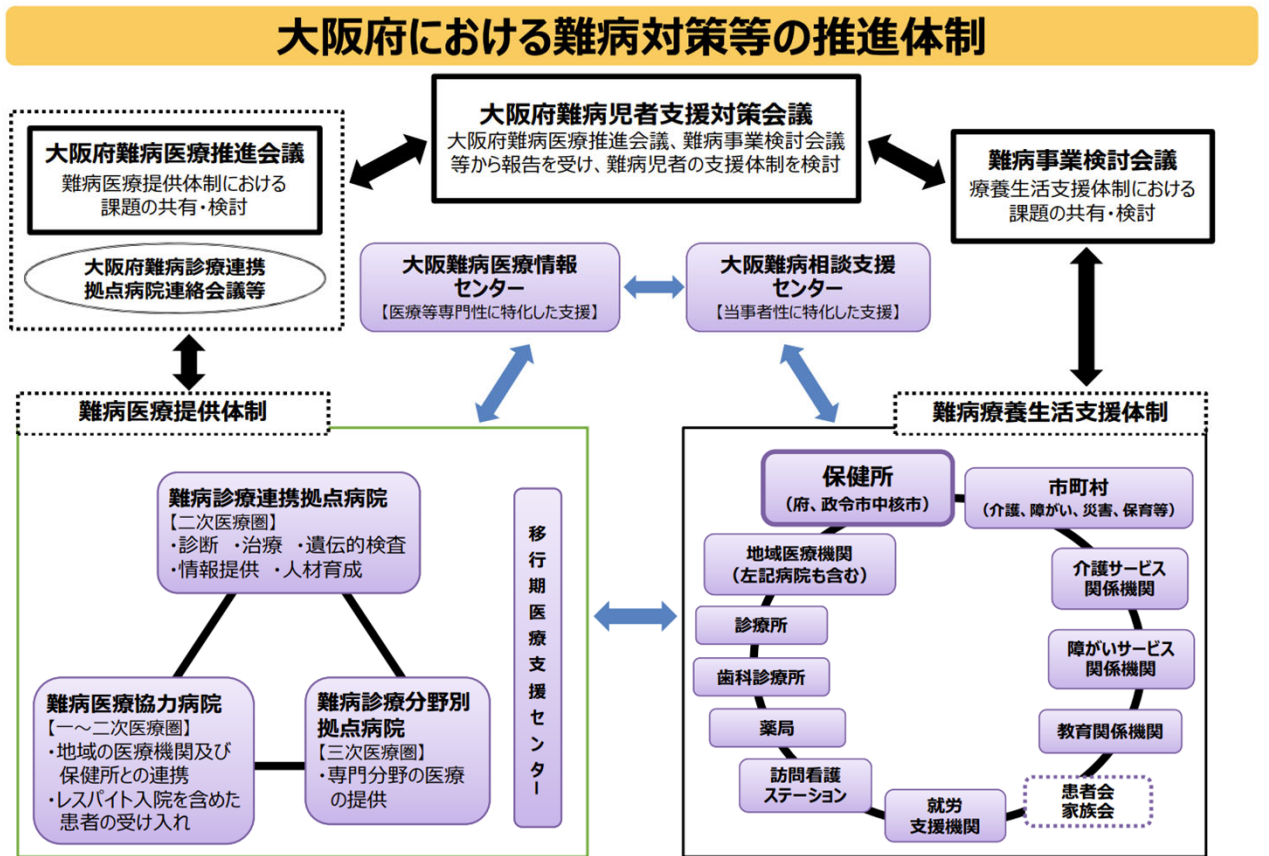 大阪府における難病対策等の推進体制
大阪府難病児者支援対策会議
大阪府難病医療推進会議、難病事業検討会議
等から報告を受け、難病児者の支援体制を検討
大阪府難病医療推進会議
難病医療提供体制における
課題の共有・検討
大阪府難病診療連携
拠点病院連絡会議等
難病事業検討会議
療養生活支援体制における
課題の共有・検討
大阪難病医療情報
センター
【医療等専門性に特化した支援】
大阪難病相談支援
センター
【当事者性に特化した支援】
難病医療提供体制
難病診療連携拠点病院
【二次医療圏】
・診断 ・治療 ・遺伝的検査
・情報提供 ・人材育成
難病医療協力病院
【一～二次医療圏】
・地域の医療機関及び
保健所との連携
・レスパイト入院を含めた
患者の受け入れ
難病診療分野別
拠点病院
【三次医療圏】
・専門分野の医療
の提供
移行期医療支援センター
難病療養生活支援体制
保健所
（府、政令市中核市）
市町村
（介護、障がい、災害、保育等）
地域医療機関
（左記病院も含む）
介護サービス
関係機関
診療所
障がいサービス
関係機関
歯科診療所
薬局
教育関係機関
訪問看護
ステーション
就労
支援機関
患者会
家族会